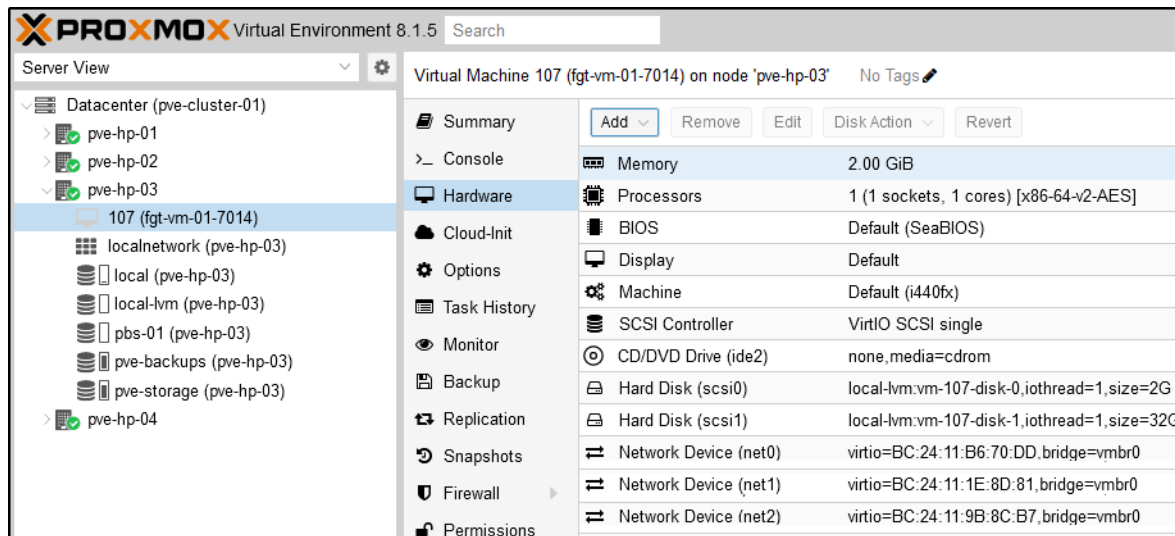 PROXMOX Virtual Environment 8.1.5 Search
Server View
Datacenter (pve-cluster-01)
pve-hp-01
pve-hp-02
pve-hp-03
107 (fgt-vm-01-7014)
localnetwork (pve-hp-03)
local (pve-hp-03)
local-lvm (pve-hp-03)
pbs-01 (pve-hp-03)
pve-backups (pve-hp-03)
pve-storage (pve-hp-03)
pve-hp-04
Virtual Machine 107 (fgt-vm-01-7014) on node 'pve-hp-03' No Tags
Summary
Console
Hardware
Cloud-Init
Options
Task History
Monitor
Backup
Replication
Snapshots
Firewall
Permissions
Add Remove Edit Disk Action Revert
Memory 2.00 GiB
Processors 1 (1 sockets, 1 cores) [x86-64-v2-AES]
BIOS Default (SeaBIOS)
Display Default
Machine Default (i440fx)
SCSI Controller VirtIO SCSI single
CD/DVD Drive (ide2) none,media=cdrom
Hard Disk (scsi0) local-lvm:vm-107-disk-0,iothread=1,size=2G
Hard Disk (scsi1) local-lvm:vm-107-disk-1,iothread=1,size=32G
Network Device (net0) virtio=BC:24:11:B6:70:DD,bridge=vmbr0
Network Device (net1) virtio=BC:24:11:1E:8D:81,bridge=vmbr0
Network Device (net2) virtio=BC:24:11:9B:8C:B7,bridge=vmbr0